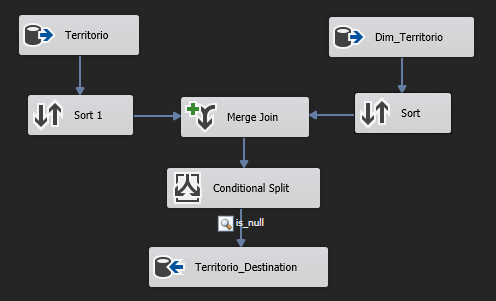 Territorio
Dim_Territorio
Sort 1
Merge Join
Sort
Conditional Split
is_null
Territorio_Destination